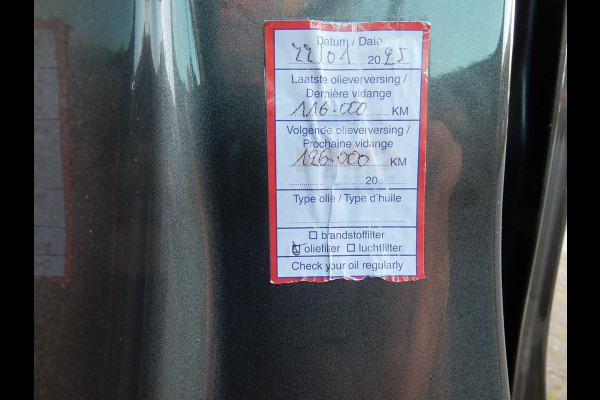 Datum / Dato
22/01 2025
Laatste olieverversing /
Dernière vidange
116.000 KM
Volgende olieverversing /
Prochaine vidange
126.000 KM
20
Type olie / Type d'huile
brandstoffilter
oliefilter luchtfilter
Check your oil regularly